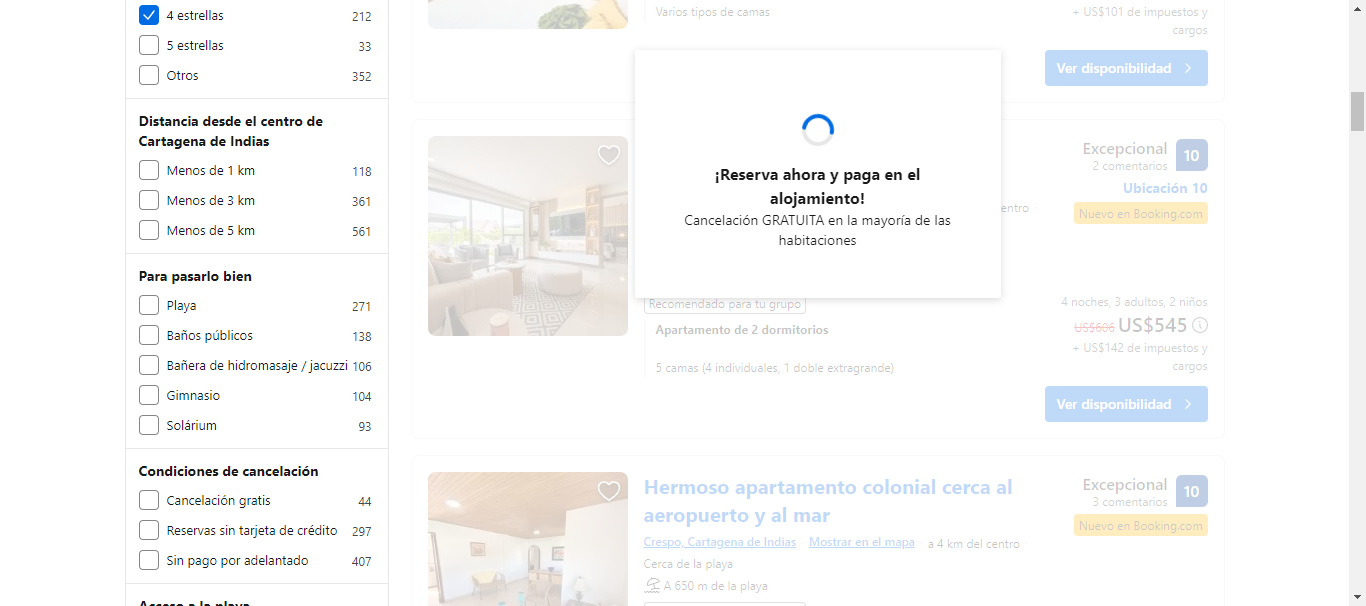 4 estrellas 212
5 estrellas 33
Otros 352
Distancia desde el centro de
Cartagena de Indias
Menos de 1 km 118
Menos de 3 km 361
Menos de 5 km 561
Para pasarlo bien
Playa 271
Baños públicos 138
Bañera de hidromasaje / jacuzzi 106
Gimnasio 104
Solárium 93
Condiciones de cancelación
Cancelación gratis 44
Reservas sin tarjeta de crédito 297
Sin pago por adelantado 407
Acceso a la playa
Varios tipos de camas
+ US$101 de impuestos y
cargos
Ver disponibilidad
¡Reserva ahora y paga en el
alojamiento!
Cancelación GRATUITA en la mayoría de las
habitaciones
Excepcional 10
2 comentarios
Ubicación 10
entro
Nuevo en Booking.com
Recomendado para tu grupo
Apartamento de 2 dormitorios
5 camas (4 individuales, 1 doble extragrande)
4 noches, 3 adultos, 2 niños
US$606 US$545
+ US$142 de impuestos y
cargos
Ver disponibilidad
Hermoso apartamento colonial cerca al
aeropuerto y al mar
Crespo, Cartagena de Indias Mostrar en el mapa a 4 km del centro
Cerca de la playa
A 650 m de la playa
Excepcional 10
3 comentarios
Nuevo en Booking.com